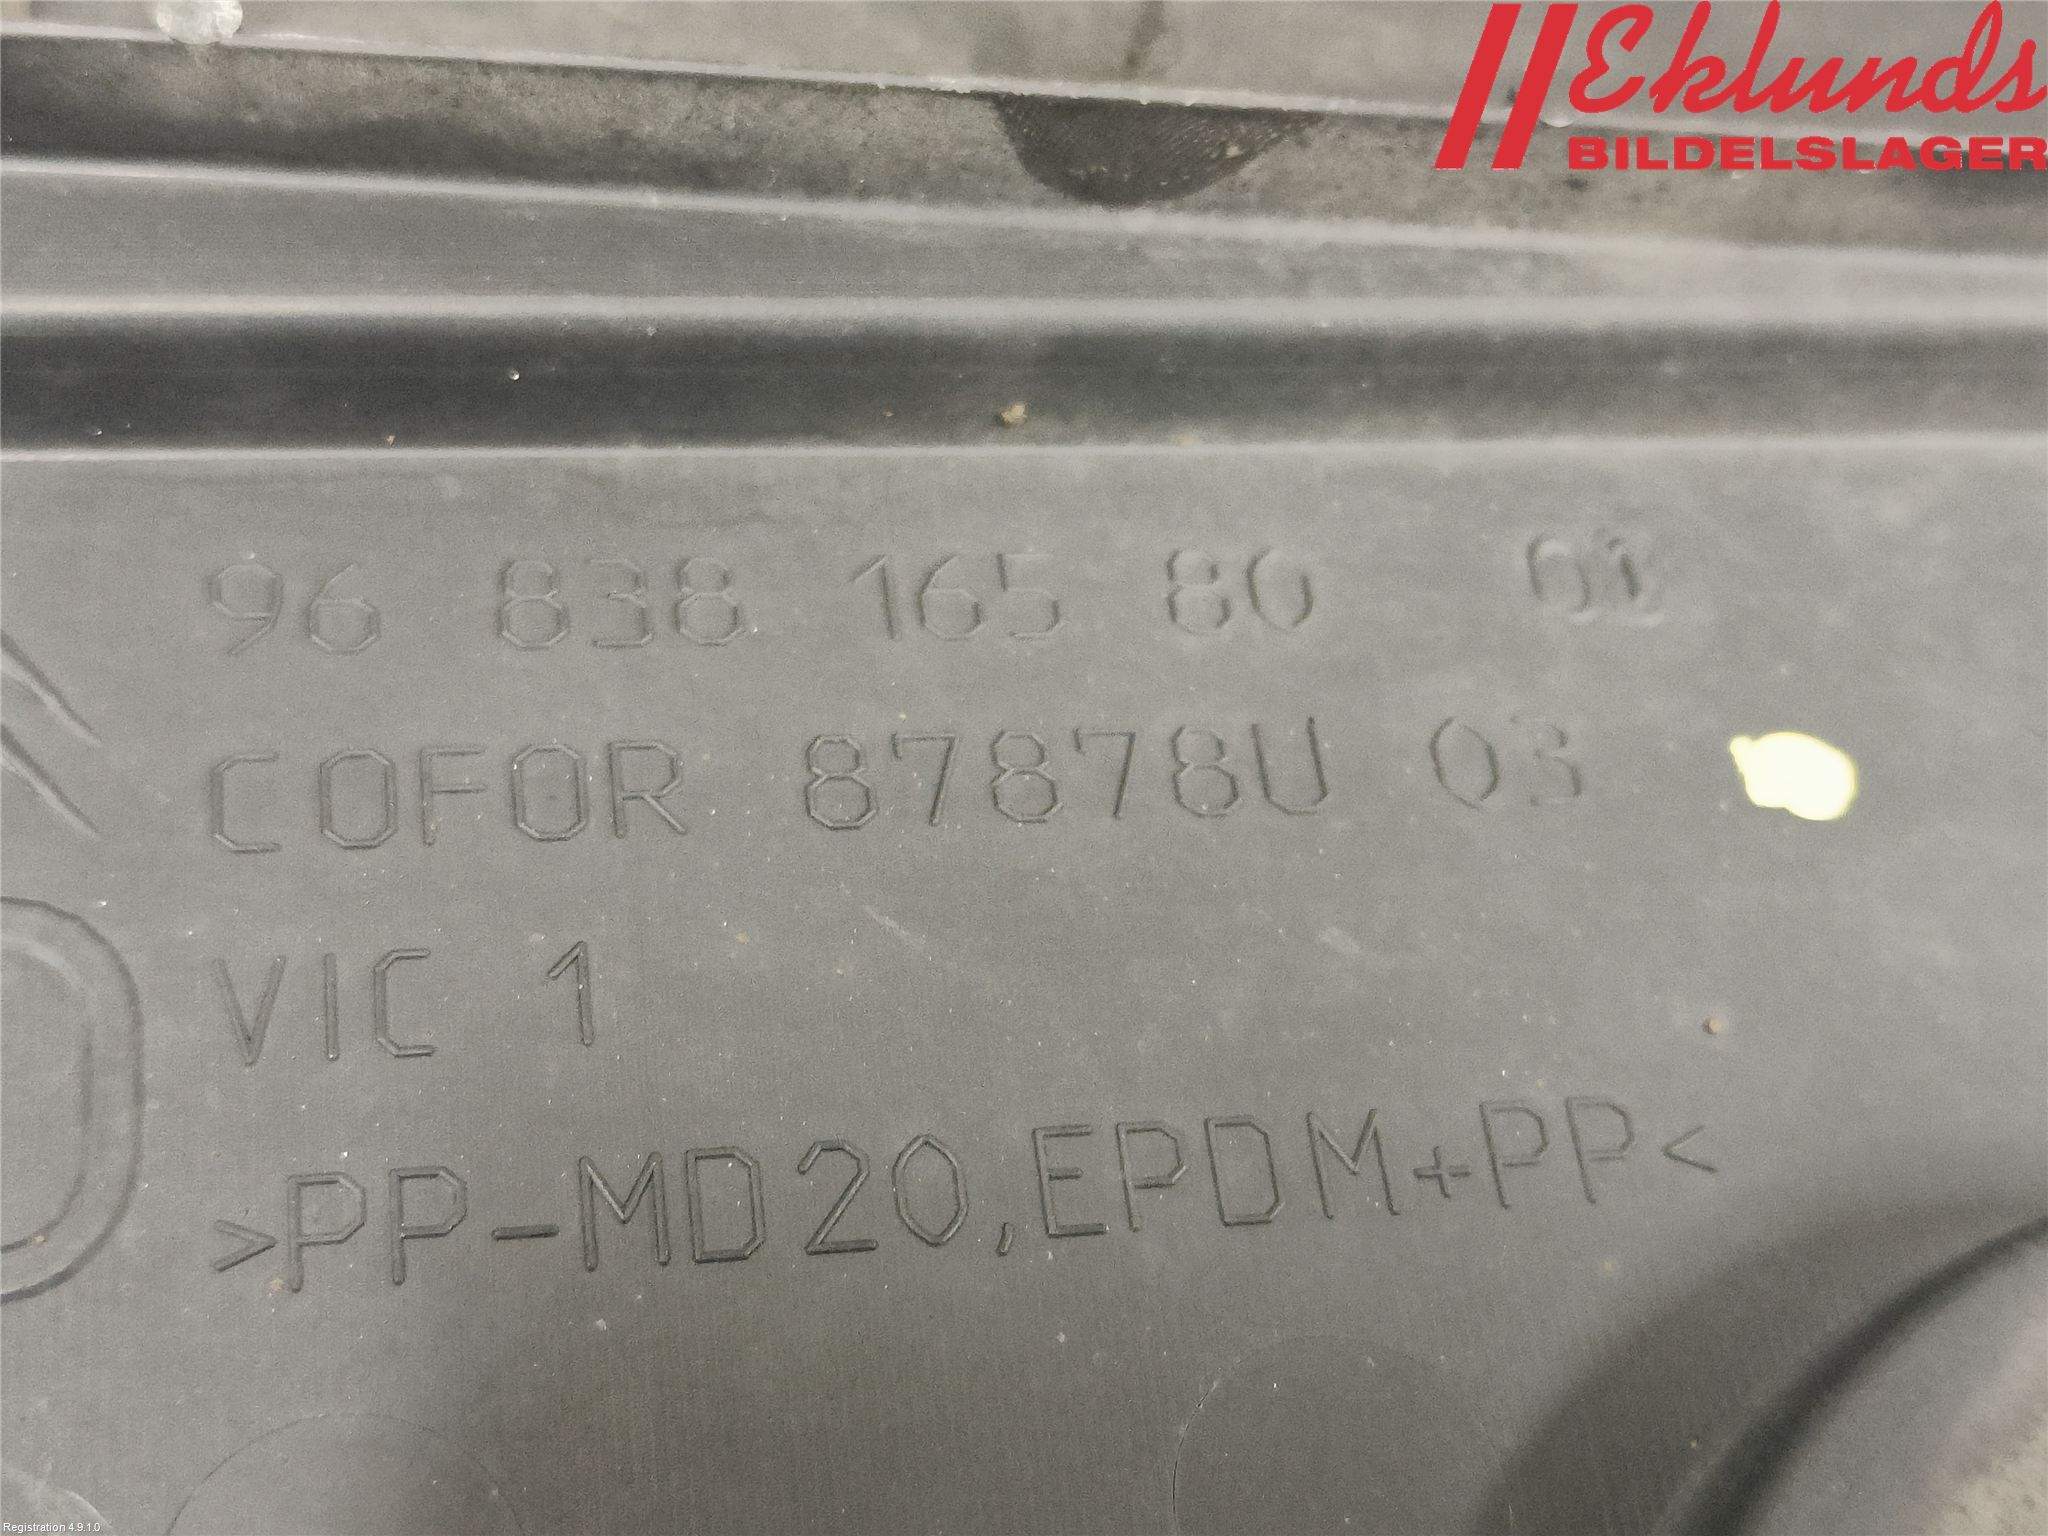 Eklunds
BILDELSLAGER
96 838 165 80
COFOR 87878U 03
VIC 1
>PP-MD20,EPDM+PP<
Registration 4.9.1.0